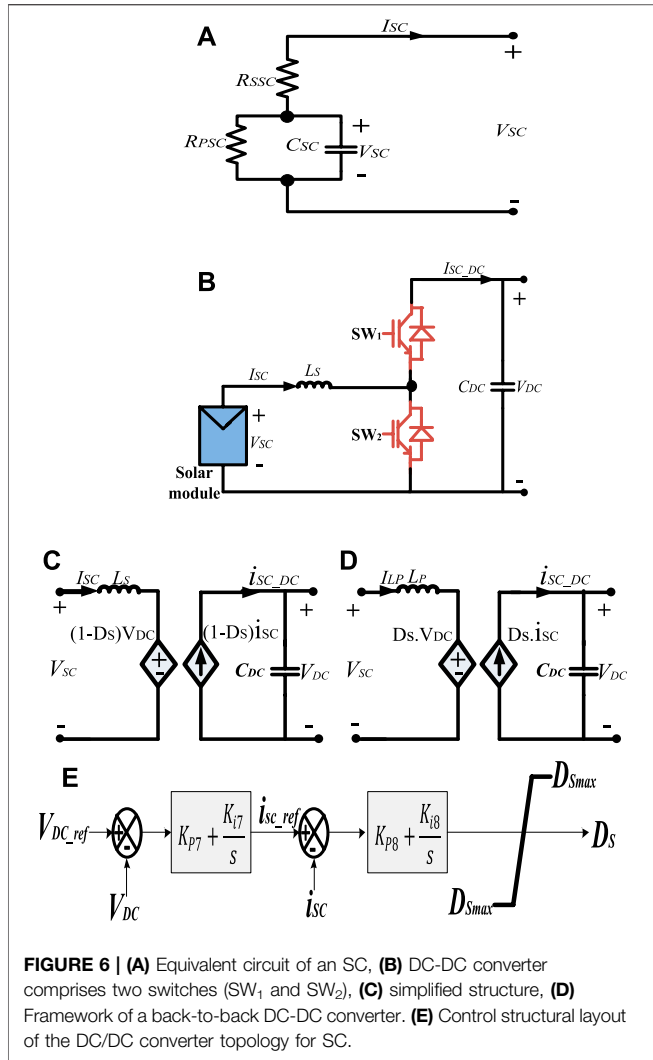 A
ISC
+
RSSC
RPSC
CSC
+
VSC
-
VSC
-
B
ISC_DC
+
SW1
ISC
LS
CDC
VDC
+
VSC
-
SW2
Solar
module
-
C
ISC LS
iSC_DC
+
(1-DS)VDC
(1-DS)iSC
+
+
-
VSC
CDC
VDC
-
-
D
ILP LP
iSC_DC
+
DS.VDC
DS.iSC
+
+
-
VSC
CDC
VDC
-
-
E
VDC_ref
+
-
VDC
KP7 + Ki7/s
isc_ref
+
-
iSC
KP8 + Ki8/s
DSmax
DSmax
DS
FIGURE 6 | (A) Equivalent circuit of an SC, (B) DC-DC converter
comprises two switches (SW1 and SW2), (C) simplified structure, (D)
Framework of a back-to-back DC-DC converter. (E) Control structural layout
of the DC/DC converter topology for SC.